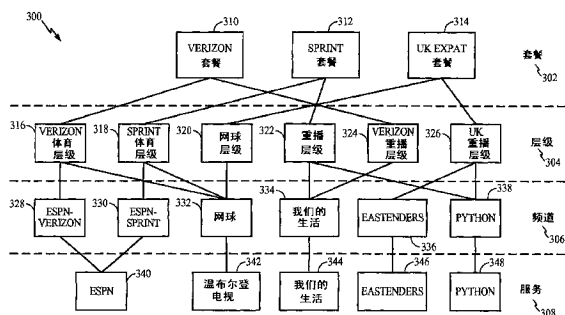 300
310
312
314
VERIZON
套餐
SPRINT
套餐
UK EXPAT
套餐
套餐
302
316
VERIZON
体育
层级
318
SPRINT
体育
层级
320
网球
层级
322
重播
层级
324
VERIZON
重播
层级
326
UK
重播
层级
层级
304
328
ESPN-
VERIZON
330
ESPN-
SPRINT
332
网球
334
我们的
生活
EASTENDERS
336
338
PYTHON
频道
306
ESPN
340
342
温布尔登
电视
344
我们的
生活
346
EASTENDERS
348
PYTHON
服务
308